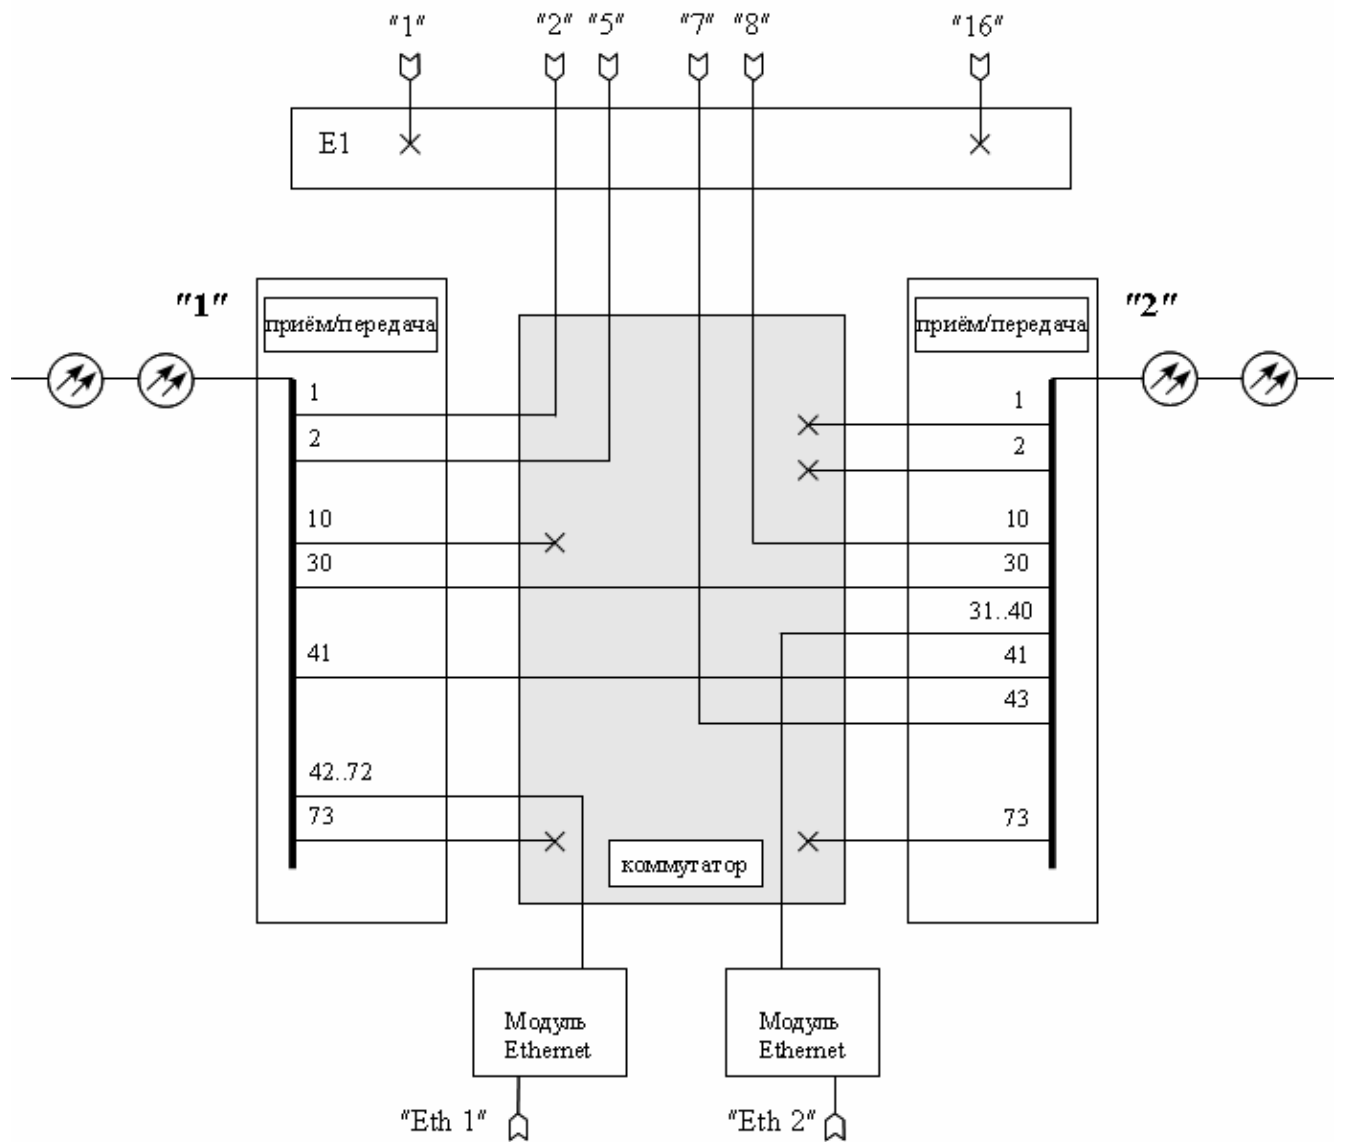 "1" "2" "5" "7" "8" "16"
E1
"1" "2"
приём/передача приём/передача
1 1
2 2
10 10
30 30
31..40
41 41
43
42..72
73 73
коммутатор
Модуль Модуль
Ethernet Ethernet
"Eth 1" "Eth 2"